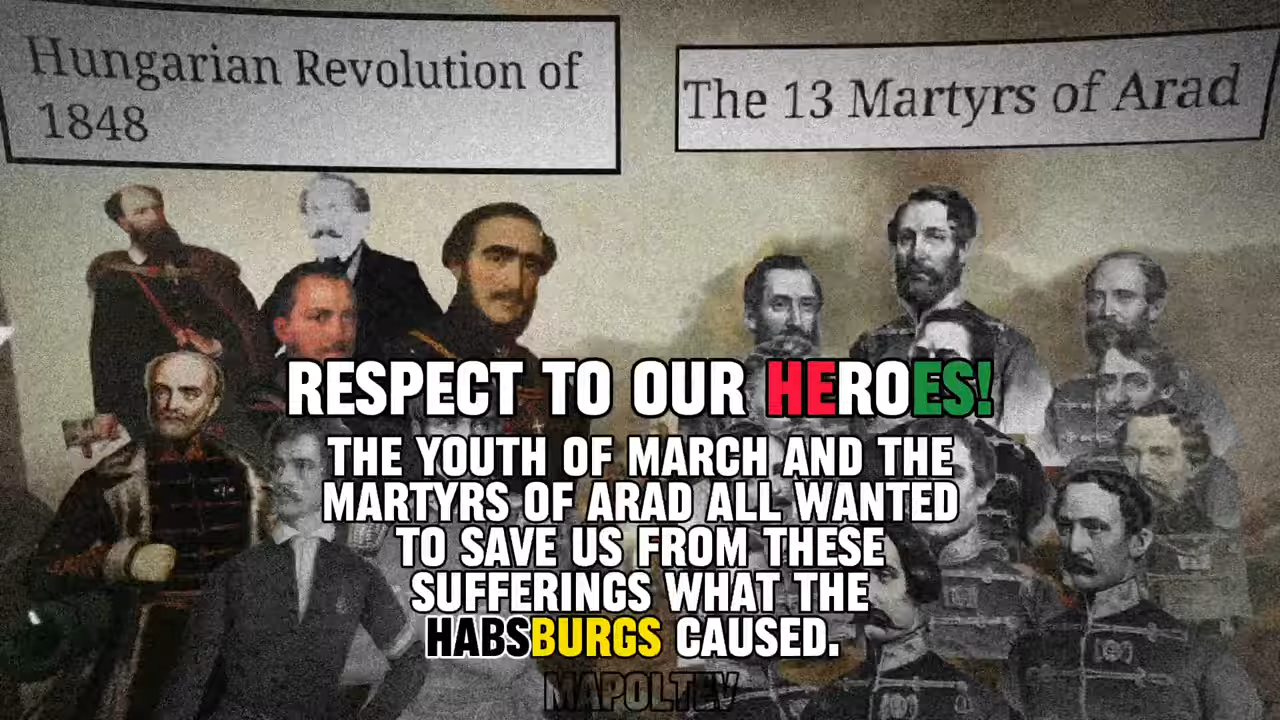 Hungarian Revolution of
1848
The 13 Martyrs of Arad
RESPECT TO OUR HEROES!
THE YOUTH OF MARCH AND THE
MARTYRS OF ARAD ALL WANTED
TO SAVE US FROM THESE
SUFFERINGS WHAT THE
HABSBURGS CAUSED.
MAPOLTEV